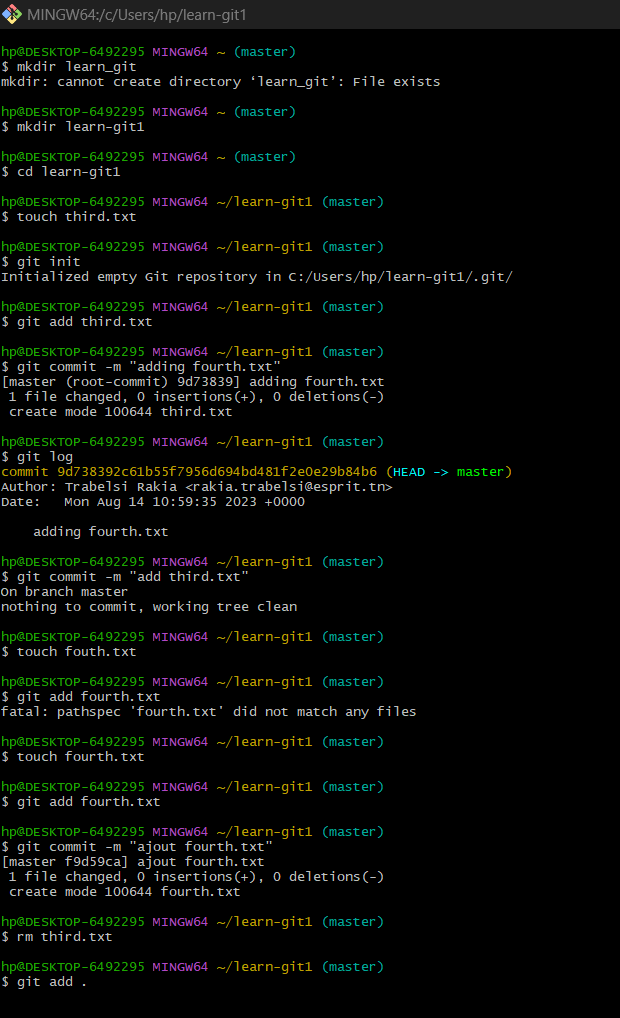 MINGW64:/c/Users/hp/learn-git1
hp@DESKTOP-6492295 MINGW64 ~ (master)
$ mkdir learn_git
mkdir: cannot create directory ‘learn_git’: File exists
hp@DESKTOP-6492295 MINGW64 ~ (master)
$ mkdir learn-git1
hp@DESKTOP-6492295 MINGW64 ~ (master)
$ cd learn-git1
hp@DESKTOP-6492295 MINGW64 ~/learn-git1 (master)
$ touch third.txt
hp@DESKTOP-6492295 MINGW64 ~/learn-git1 (master)
$ git init
Initialized empty Git repository in C:/Users/hp/learn-git1/.git/
hp@DESKTOP-6492295 MINGW64 ~/learn-git1 (master)
$ git add third.txt
hp@DESKTOP-6492295 MINGW64 ~/learn-git1 (master)
$ git commit -m "adding fourth.txt"
[master (root-commit) 9d73839] adding fourth.txt
 1 file changed, 0 insertions(+), 0 deletions(-)
 create mode 100644 third.txt
hp@DESKTOP-6492295 MINGW64 ~/learn-git1 (master)
$ git log
commit 9d738392c61b55f7956d694bd481f2e0e29b84b6 (HEAD -> master)
Author: Trabelsi Rakia <rakia.trabelsi@esprit.tn>
Date:   Mon Aug 14 10:59:35 2023 +0000
    adding fourth.txt
hp@DESKTOP-6492295 MINGW64 ~/learn-git1 (master)
$ git commit -m "add third.txt"
On branch master
nothing to commit, working tree clean
hp@DESKTOP-6492295 MINGW64 ~/learn-git1 (master)
$ touch fouth.txt
hp@DESKTOP-6492295 MINGW64 ~/learn-git1 (master)
$ git add fourth.txt
fatal: pathspec 'fourth.txt' did not match any files
hp@DESKTOP-6492295 MINGW64 ~/learn-git1 (master)
$ touch fourth.txt
hp@DESKTOP-6492295 MINGW64 ~/learn-git1 (master)
$ git add fourth.txt
hp@DESKTOP-6492295 MINGW64 ~/learn-git1 (master)
$ git commit -m "ajout fourth.txt"
[master f9d59ca] ajout fourth.txt
 1 file changed, 0 insertions(+), 0 deletions(-)
 create mode 100644 fourth.txt
hp@DESKTOP-6492295 MINGW64 ~/learn-git1 (master)
$ rm third.txt
hp@DESKTOP-6492295 MINGW64 ~/learn-git1 (master)
$ git add .